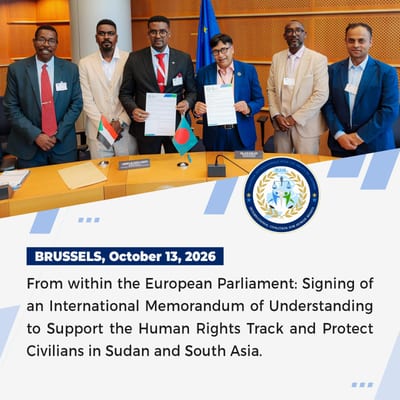 BRUSSELS, October 13, 2026
From within the European Parliament: Signing of
an International Memorandum of Understanding
to Support the Human Rights Track and Protect
Civilians in Sudan and South Asia.